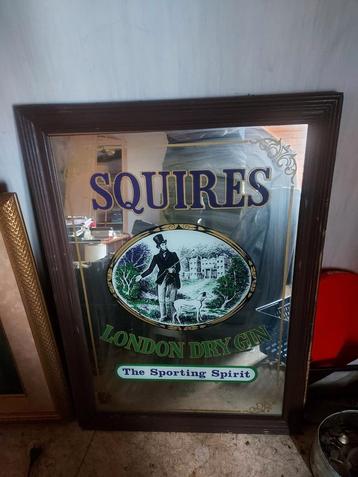 SQUIRES
LONDON DRY GIN
The Sporting Spirit